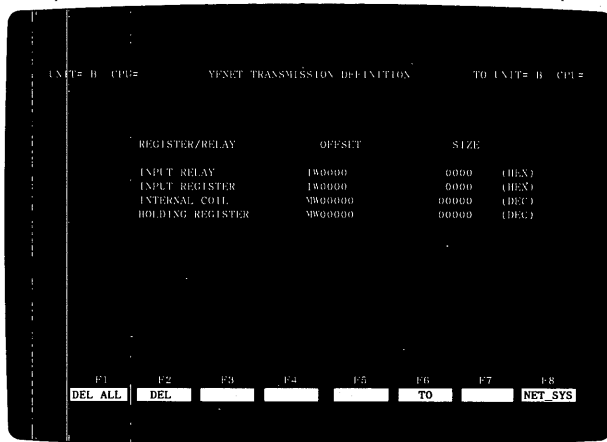 UNIT= B CPU= YENET TRANSMISSION DEFINITION TO UNIT= B CPU=
REGISTER/RELAY OFFSET SIZE
INPUT RELAY IW0000 0000 (HEX)
INPUT REGISTER IW0000 0000 (HEX)
INTERNAL COIL MW00000 00000 (DEC)
HOLDING REGISTER MW00000 00000 (DEC)
F1 F2 F3 F4 F5 F6 F7 F8
DEL ALL DEL TO NET_SYS